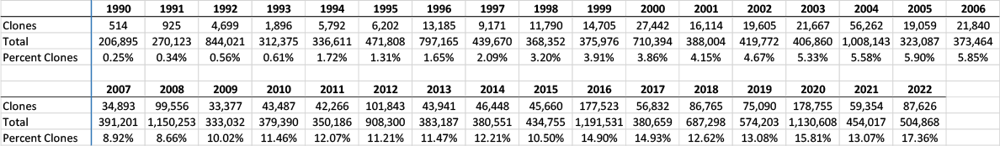 1990 1991 1992 1993 1994 1995 1996 1997 1998 1999 2000 2001 2002 2003 2004 2005 2006
Clones 514 925 4,699 1,896 5,792 6,202 13,185 9,171 11,790 14,705 27,442 16,114 19,605 21,667 56,262 19,059 21,840
Total 206,895 270,123 844,021 312,375 336,611 471,808 797,165 439,670 368,352 375,976 710,394 388,004 419,772 406,860 1,008,143 323,087 373,464
Percent Clones 0.25% 0.34% 0.56% 0.61% 1.72% 1.31% 1.65% 2.09% 3.20% 3.91% 3.86% 4.15% 4.67% 5.33% 5.58% 5.90% 5.85%
2007 2008 2009 2010 2011 2012 2013 2014 2015 2016 2017 2018 2019 2020 2021 2022
Clones 34,893 99,556 33,377 43,487 42,266 101,843 43,941 46,448 45,660 177,523 56,832 86,765 75,090 178,755 59,354 87,626
Total 391,201 1,150,253 333,032 379,390 350,186 908,300 383,187 380,551 434,755 1,191,531 380,659 687,298 574,203 1,130,608 454,017 504,868
Percent Clones 8.92% 8.66% 10.02% 11.46% 12.07% 11.21% 11.47% 12.21% 10.50% 14.90% 14.93% 12.62% 13.08% 15.81% 13.07% 17.36%